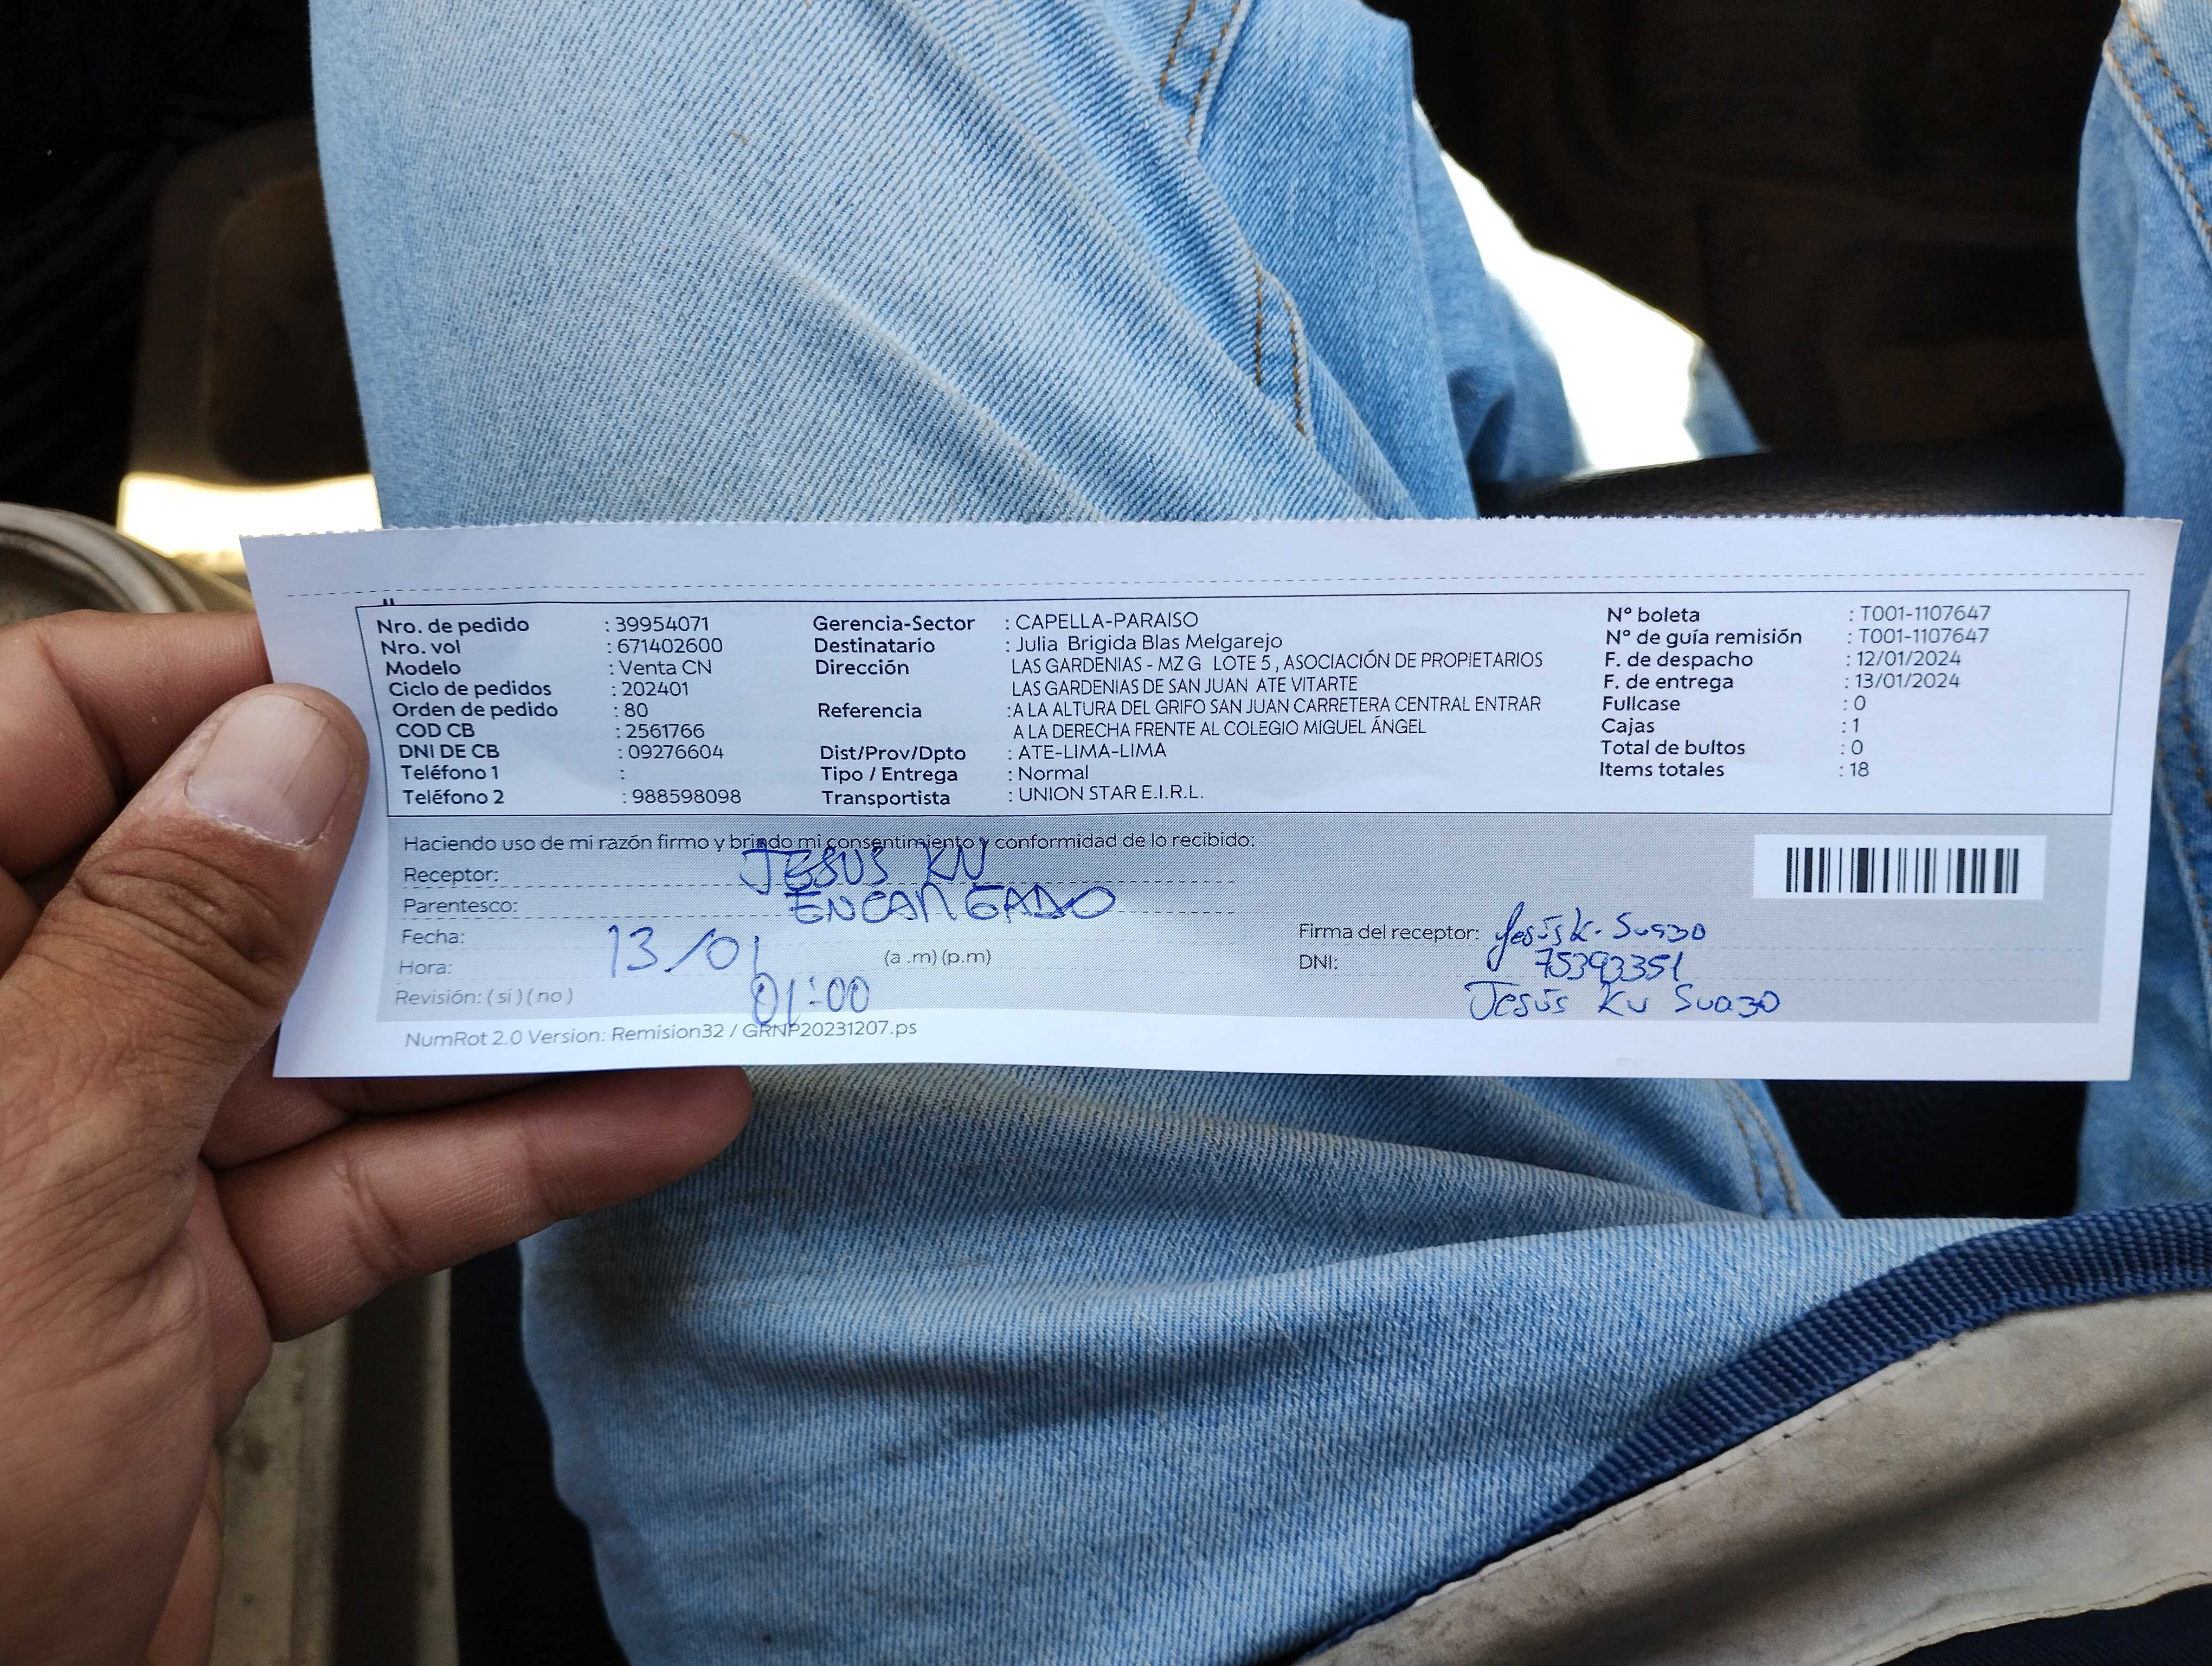 Nro. de pedido : 39954071
Nro. vol : 671402600
Modelo : Venta CN
Ciclo de pedidos : 202401
Orden de pedido : 80
COD CB : 2561766
DNI DE CB : 09276604
Teléfono 1 :
Teléfono 2 : 988598098
Gerencia-Sector : CAPELLA-PARAISO
Destinatario : Julia Brigida Blas Melgarejo
Dirección LAS GARDENIAS - MZ G LOTE 5 , ASOCIACIÓN DE PROPIETARIOS
LAS GARDENIAS DE SAN JUAN ATE VITARTE
Referencia :A LA ALTURA DEL GRIFO SAN JUAN CARRETERA CENTRAL ENTRAR
A LA DERECHA FRENTE AL COLEGIO MIGUEL ÁNGEL
Dist/Prov/Dpto : ATE-LIMA-LIMA
Tipo / Entrega : Normal
Transportista : UNION STAR E.I.R.L.
Nº boleta : T001-1107647
Nº de guía remisión : T001-1107647
F. de despacho : 12/01/2024
F. de entrega : 13/01/2024
Fullcase : 0
Cajas : 1
Total de bultos : 0
Items totales : 18
Haciendo uso de mi razón firmo y brindo mi consentimiento y conformidad de lo recibido:
Receptor: JESUS KU
Parentesco: ENCARGADO
Fecha: 13/01
Hora: 01:00 (a .m) (p.m)
Revisión: ( si ) ( no )
Firma del receptor: Jesús K. Suazo
DNI: 75393351
Jesús Ku Suazo
NumRot 2.0 Version: Remision32 / GRNP20231207.ps